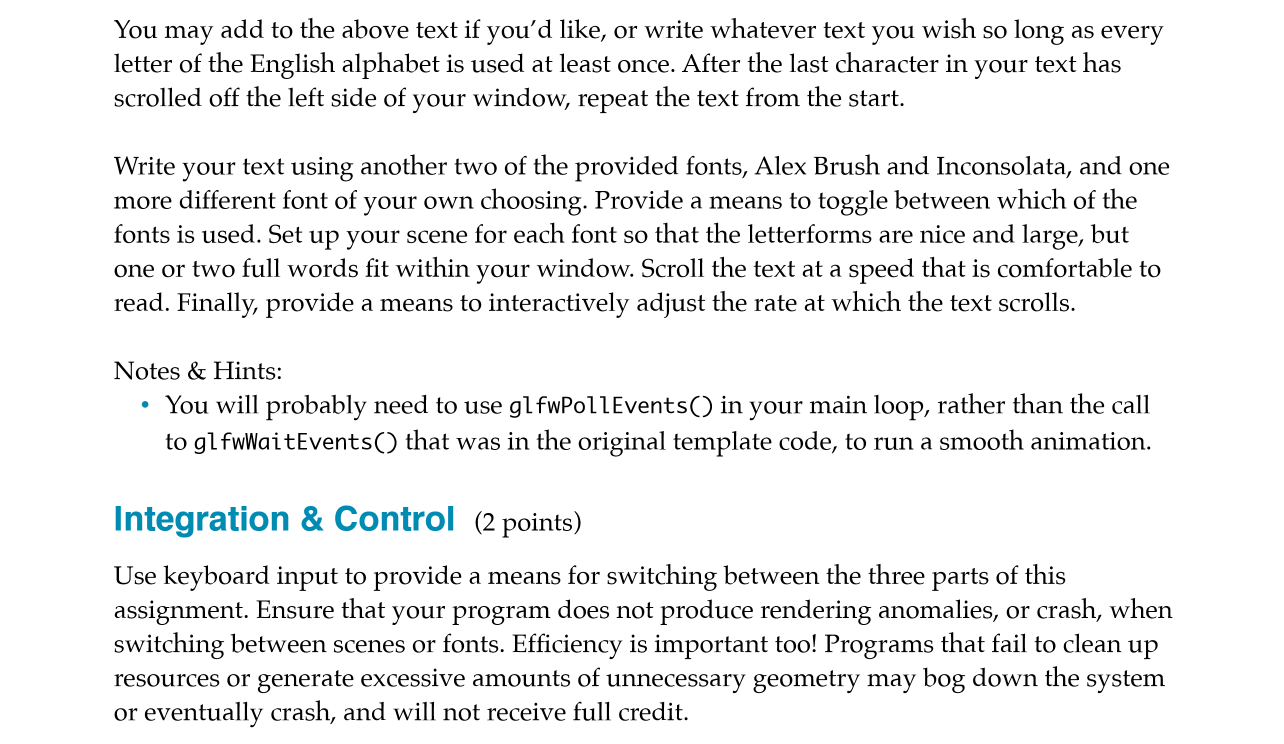 You may add to the above text if you’d like, or write whatever text you wish so long as every
letter of the English alphabet is used at least once. After the last character in your text has
scrolled off the left side of your window, repeat the text from the start.
Write your text using another two of the provided fonts, Alex Brush and Inconsolata, and one
more different font of your own choosing. Provide a means to toggle between which of the
fonts is used. Set up your scene for each font so that the letterforms are nice and large, but
one or two full words fit within your window. Scroll the text at a speed that is comfortable to
read. Finally, provide a means to interactively adjust the rate at which the text scrolls.
Notes & Hints:
• You will probably need to use glfwPollEvents() in your main loop, rather than the call
to glfwWaitEvents() that was in the original template code, to run a smooth animation.
Integration & Control (2 points)
Use keyboard input to provide a means for switching between the three parts of this
assignment. Ensure that your program does not produce rendering anomalies, or crash, when
switching between scenes or fonts. Efficiency is important too! Programs that fail to clean up
resources or generate excessive amounts of unnecessary geometry may bog down the system
or eventually crash, and will not receive full credit.